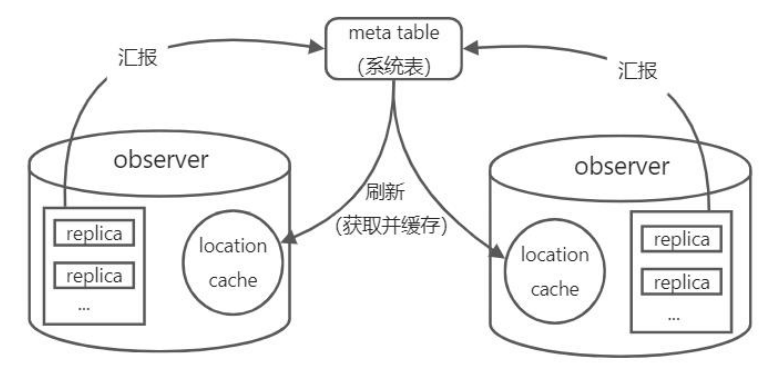 meta table
(系统表)
汇报
汇报
observer
observer
刷新
(获取并缓存)
replica
replica
...
location
cache
location
cache
replica
replica
...